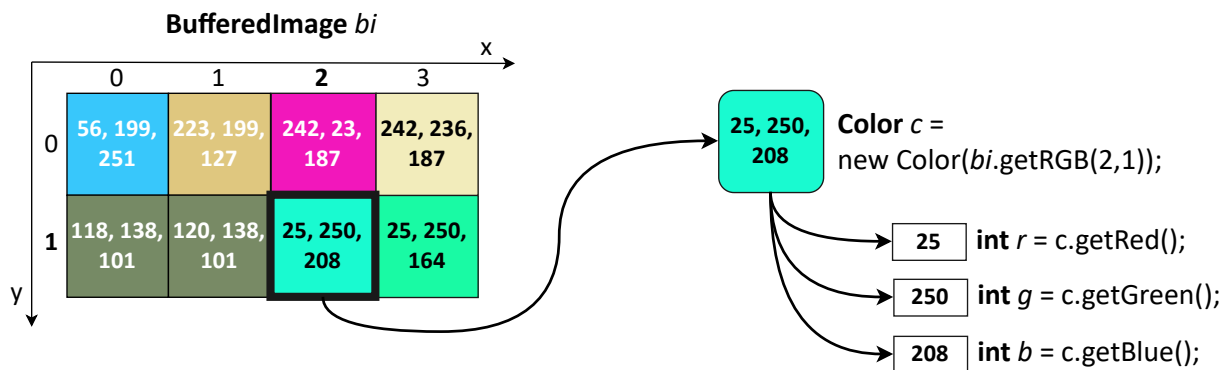 BufferedImage bi
x
0 1 2 3
0
56, 199,
251
223, 199,
127
242, 23,
187
242, 236,
187
1
118, 138,
101
120, 138,
101
25, 250,
208
25, 250,
164
y
25, 250,
208
Color c =
new Color(bi.getRGB(2,1));
25 int r = c.getRed();
250 int g = c.getGreen();
208 int b = c.getBlue();